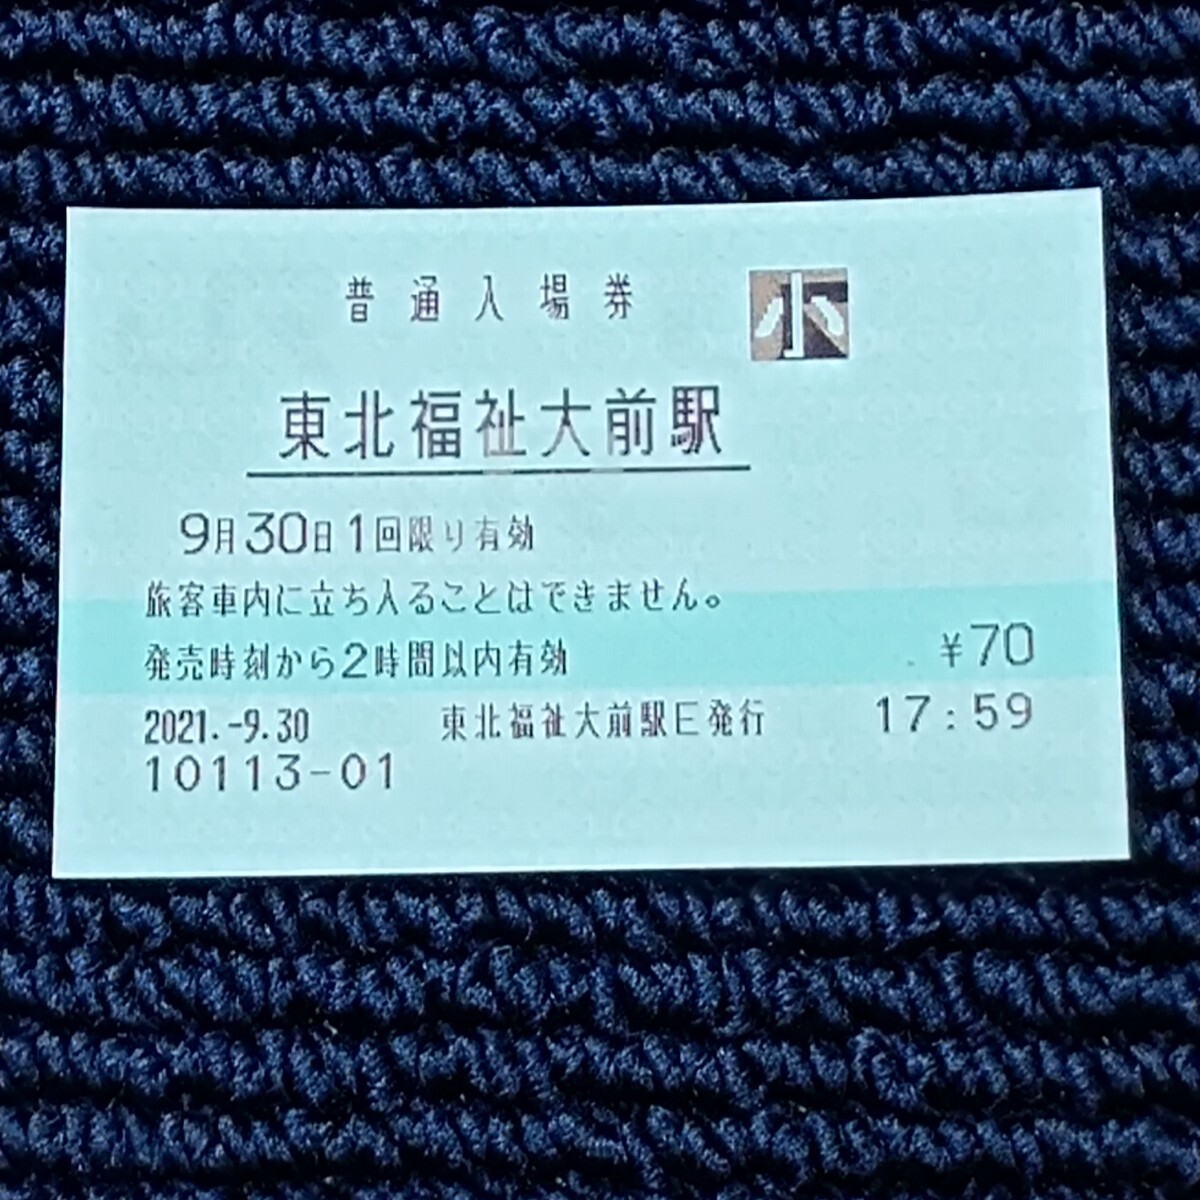 普通入場券 小
東北福祉大前駅
9月30日1回限り有効
旅客車内に立ち入ることはできません。
発売時刻から2時間以内有効 ¥70
2021.-9.30 東北福祉大前駅E発行 17:59
10113-01